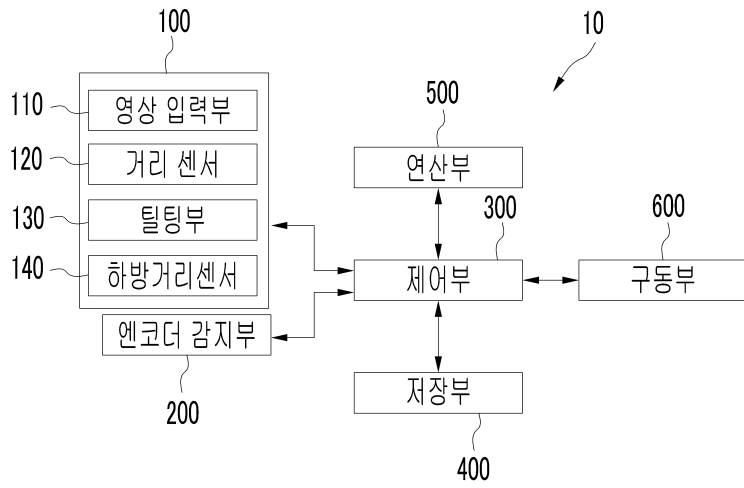 100
10
110
영상 입력부
120
거리 센서
130
틸팅부
140
하방거리센서
엔코더 감지부
200
500
연산부
300
제어부
600
구동부
저장부
400